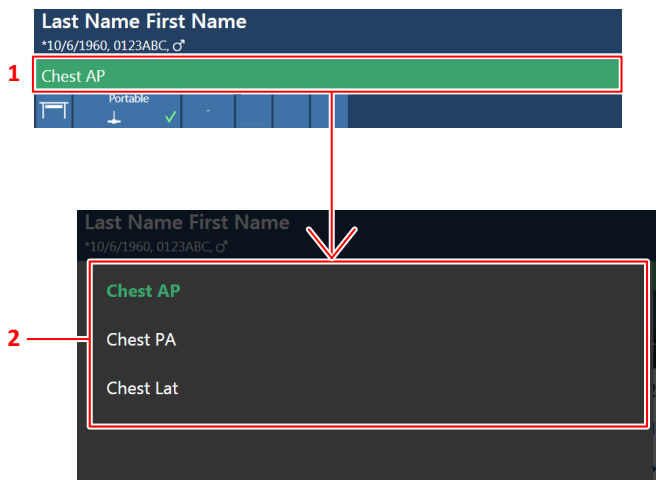 Last Name First Name
*10/6/1960, 0123ABC, ♂
1
Chest AP
Portable
-
Last Name First Name
*10/6/1960, 0123ABC, ♂
Chest AP
2
Chest PA
Chest Lat